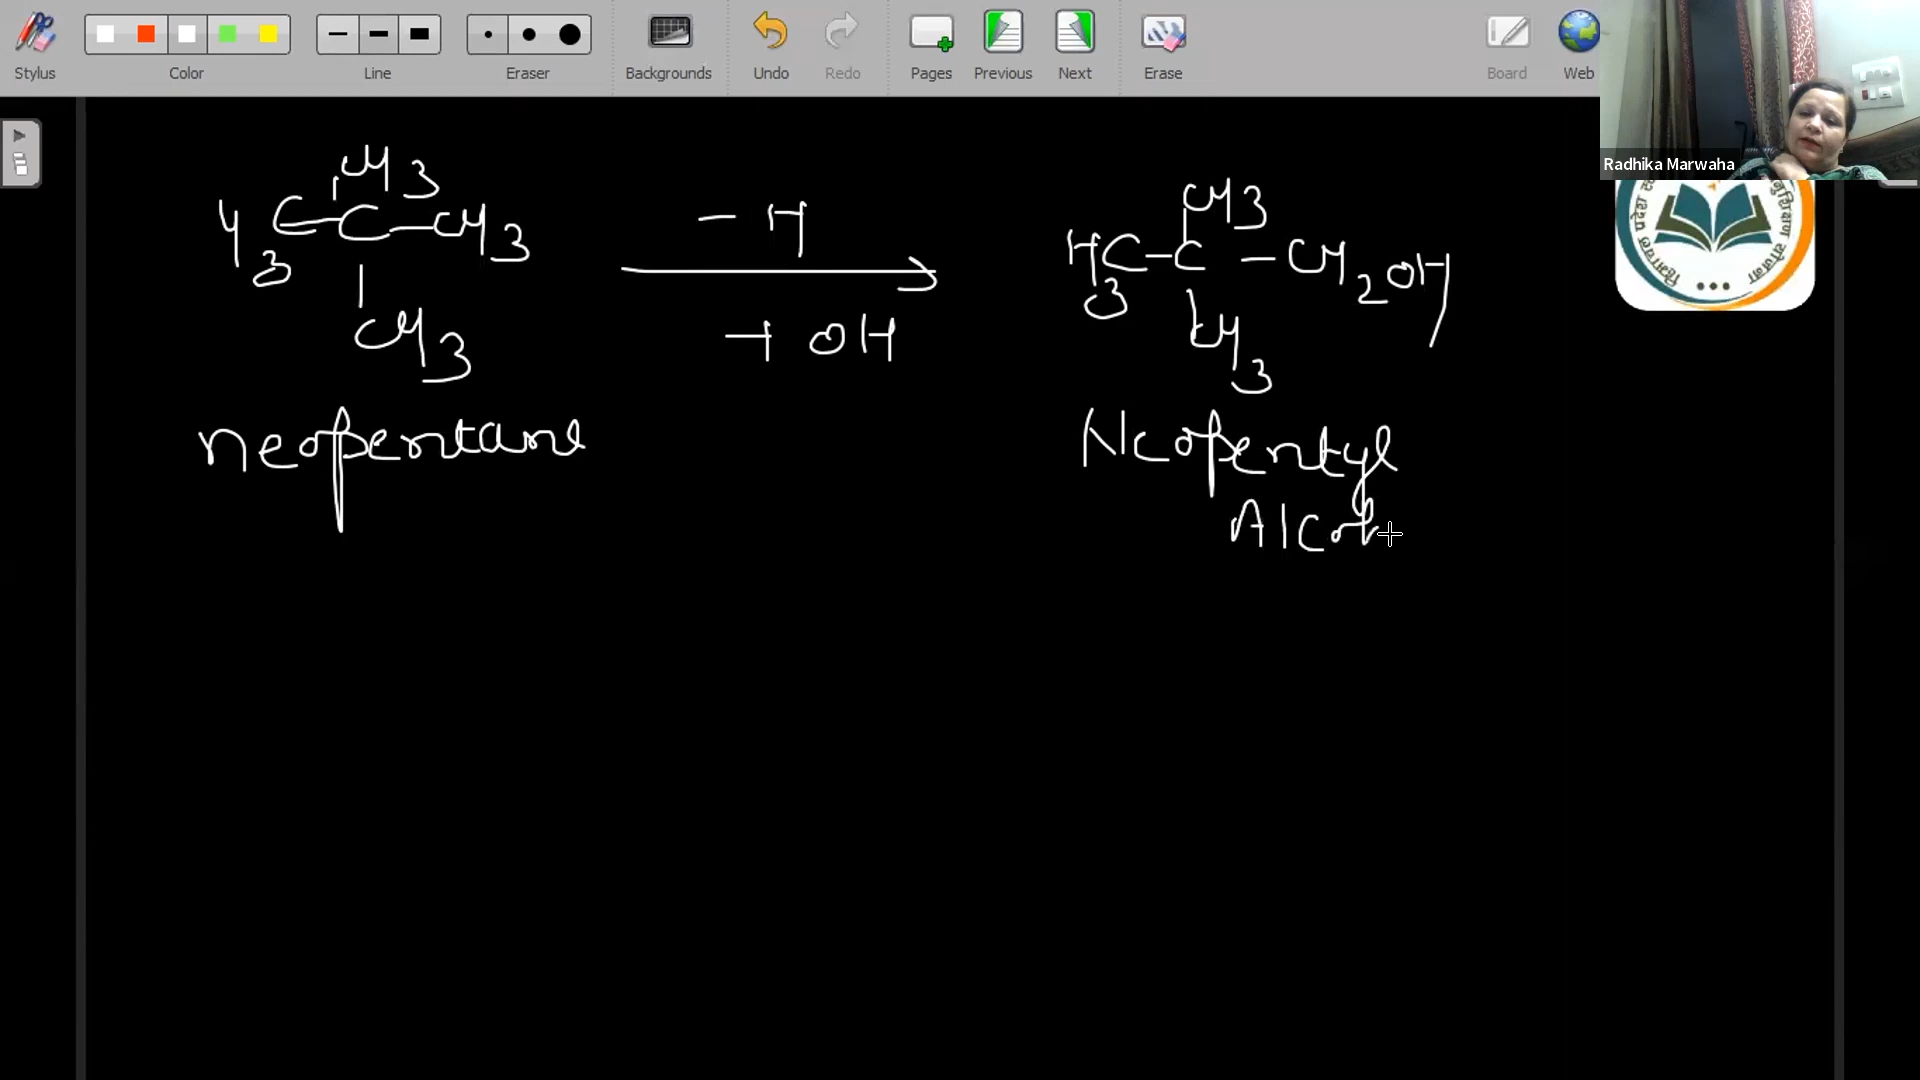 Stylus Color Line Eraser Backgrounds Undo Redo Pages Previous Next Erase Board Web
Radhika Marwaha
CH3
H3C-C-CH3
CH3
neopentane
- H
+ OH
CH3
H3C-C-CH2OH
CH3
Neopentyl
Alcoh